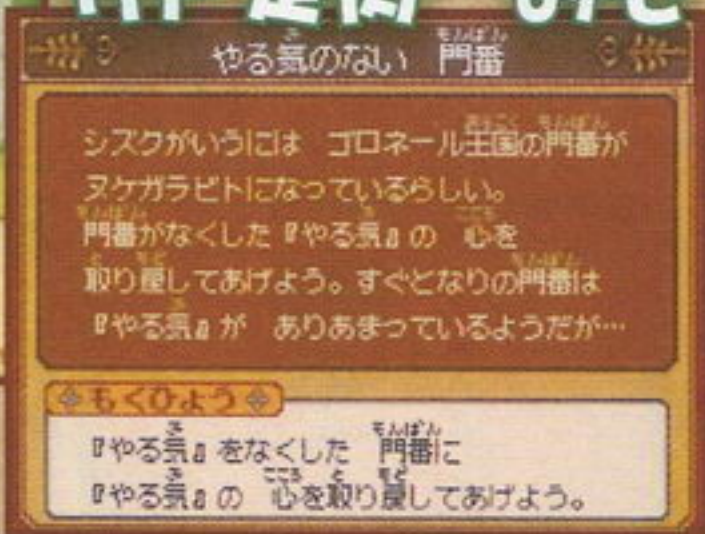 やる気のない 門番
シズクがいうには ゴロネール王国の門番が
ヌケガラビトになっているらしい。
門番がなくした『やる気』の 心を
取り戻してあげよう。すぐとなりの門番は
『やる気』が ありあまっているようだが…
もくひょう
『やる気』をなくした 門番に
『やる気』の 心を取り戻してあげよう。